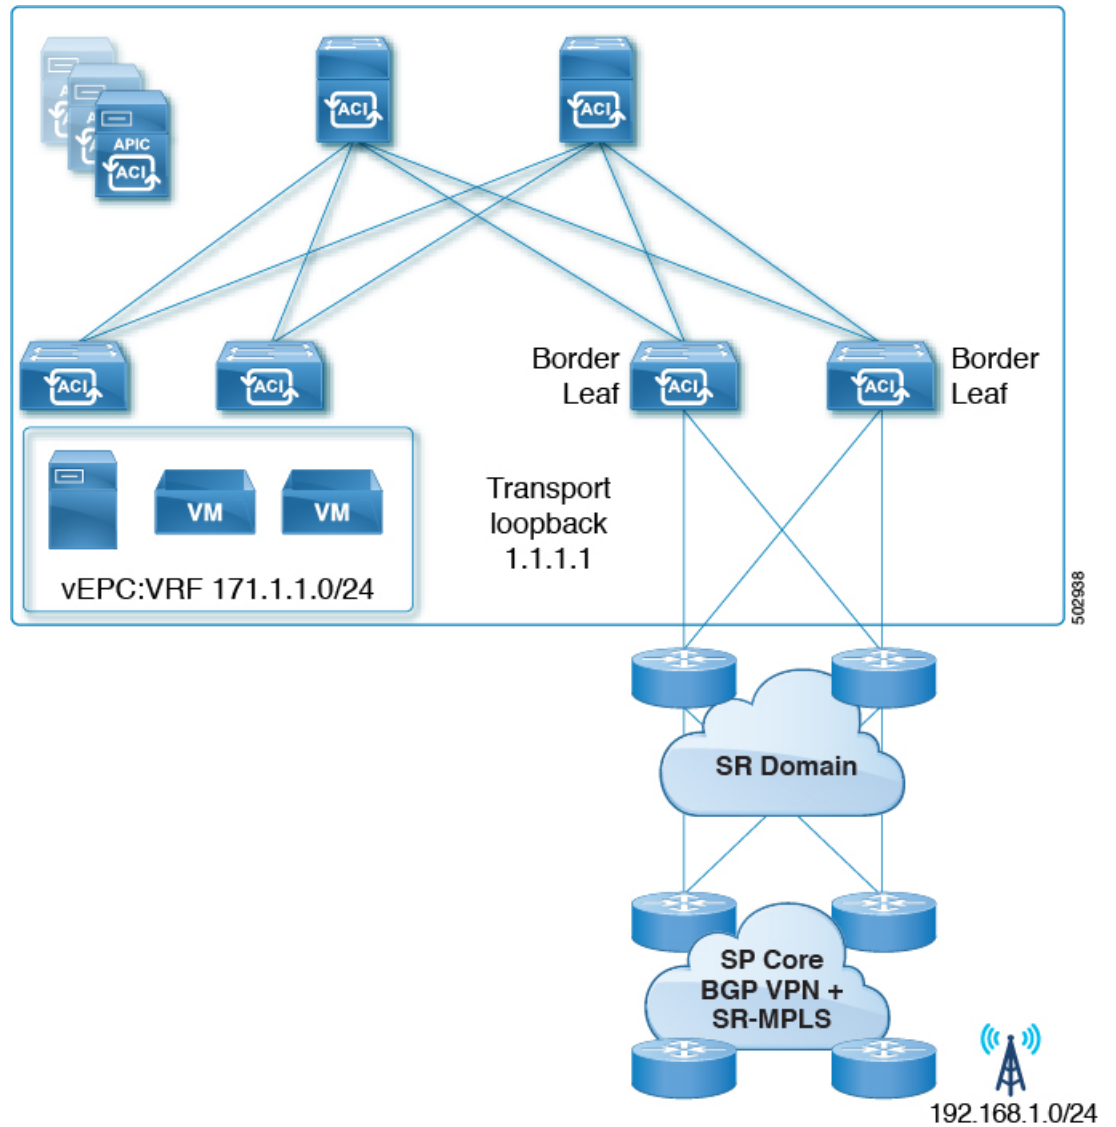 ACI
ACI
APIC
ACI
ACI
ACI
Border
Leaf
ACI
ACI
Border
Leaf
VM
VM
vEPC:VRF 171.1.1.0/24
Transport
loopback
1.1.1.1
502938
SR Domain
SP Core
BGP VPN +
SR-MPLS
192.168.1.0/24